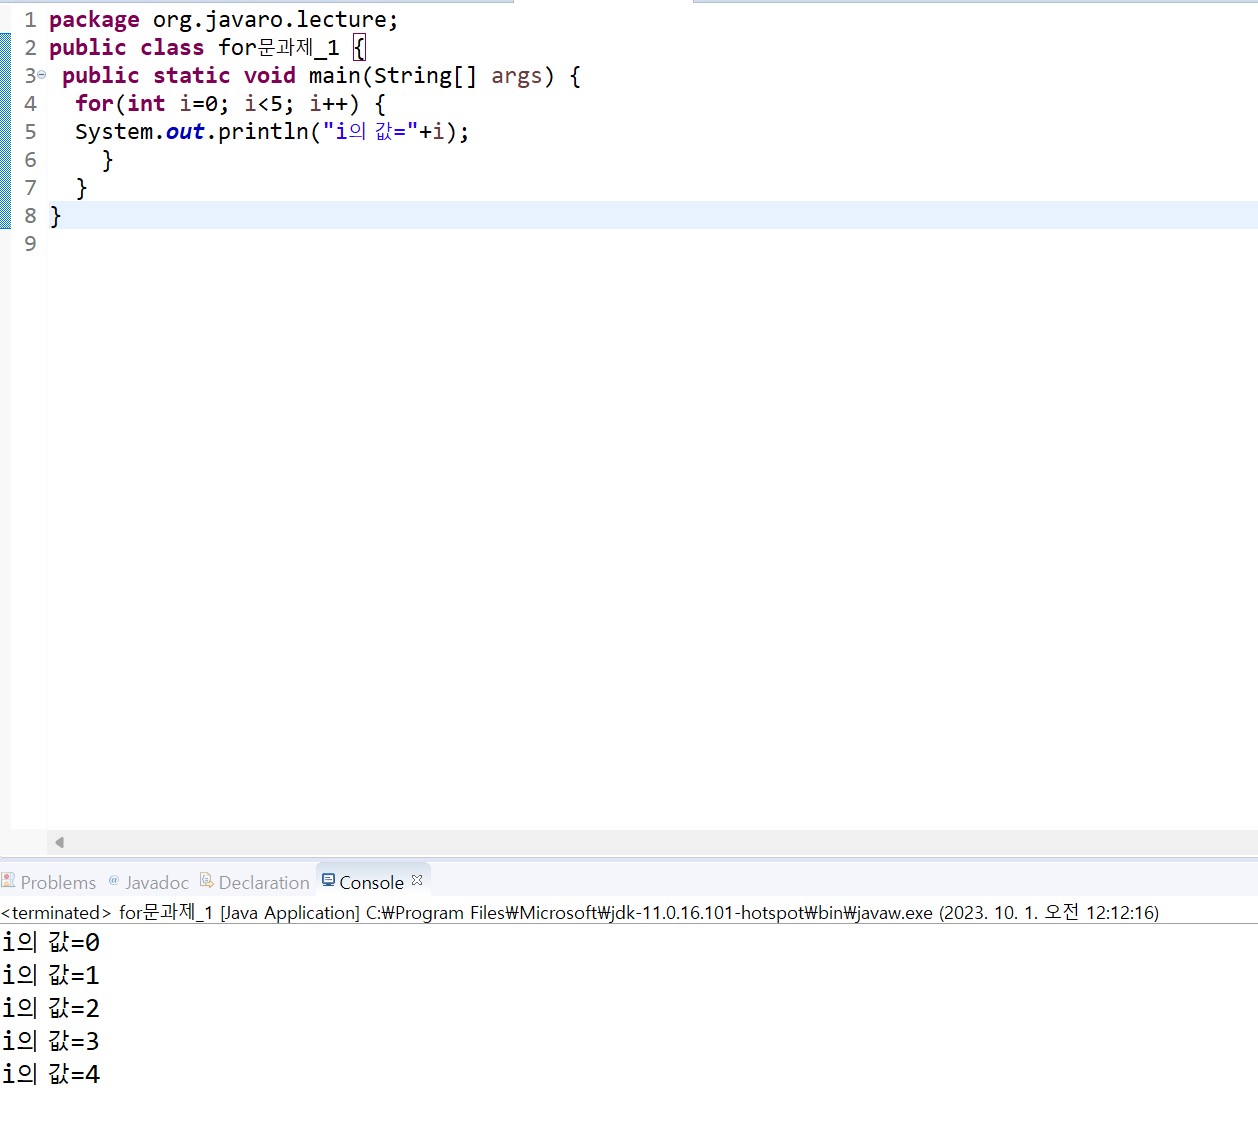 1 package org.javaro.lecture;
2 public class for문과제_1 {
3 public static void main(String[] args) {
4 for(int i=0; i<5; i++) {
5 System.out.println("i의 값="+i);
6 }
7 }
8 }
9
Problems @ Javadoc Declaration Console
<terminated> for문과제_1 [Java Application] C:₩Program Files₩Microsoft₩jdk-11.0.16.101-hotspot₩bin₩javaw.exe (2023. 10. 1. 오전 12:12:16)
i의 값=0
i의 값=1
i의 값=2
i의 값=3
i의 값=4